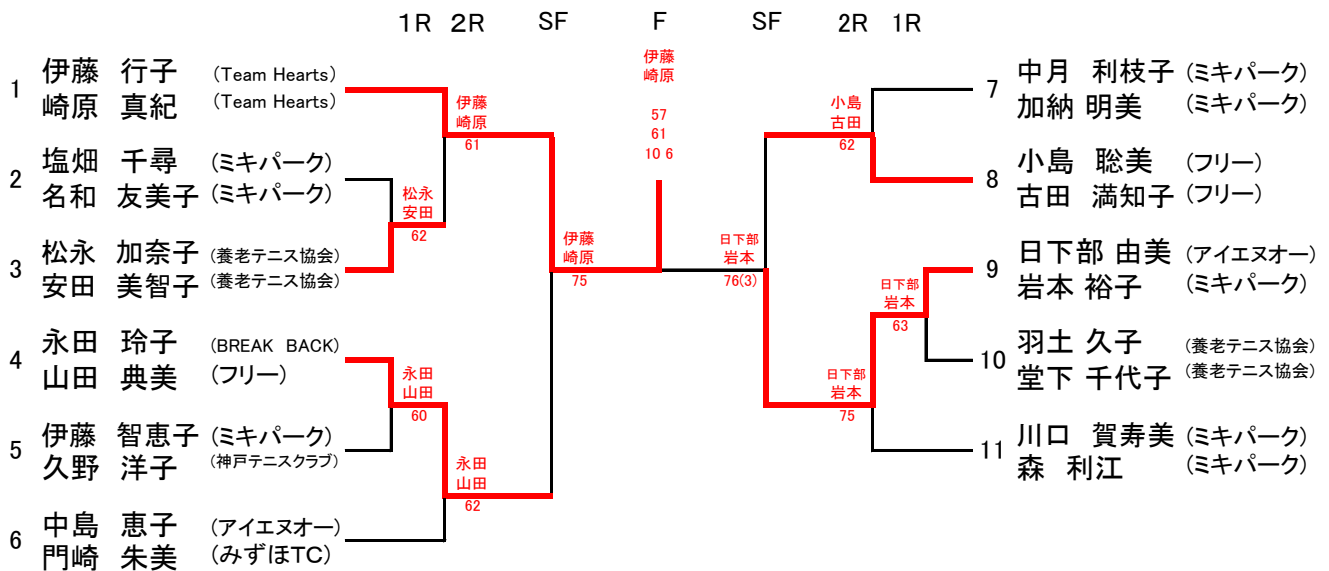 1R 2R SF F SF 2R 1R
1 伊藤 行子 (Team Hearts)
崎原 真紀 (Team Hearts)
2 塩畑 千尋 (ミキパーク)
名和 友美子 (ミキパーク)
3 松永 加奈子 (養老テニス協会)
安田 美智子 (養老テニス協会)
4 永田 玲子 (BREAK BACK)
山田 典美 (フリー)
5 伊藤 智恵子 (ミキパーク)
久野 洋子 (神戸テニスクラブ)
6 中島 恵子 (アイエヌオー)
門崎 朱美 (みずほTC)
松永
安田
62
永田
山田
60
伊藤
崎原
61
永田
山田
62
伊藤
崎原
75
伊藤
崎原
57
61
10 6
日下部
岩本
76(3)
小島
古田
62
日下部
岩本
75
日下部
岩本
63
7 中月 利枝子 (ミキパーク)
加納 明美 (ミキパーク)
8 小島 聡美 (フリー)
古田 満知子 (フリー)
9 日下部 由美 (アイエヌオー)
岩本 裕子 (ミキパーク)
10 羽土 久子 (養老テニス協会)
堂下 千代子 (養老テニス協会)
11 川口 賀寿美 (ミキパーク)
森 利江 (ミキパーク)